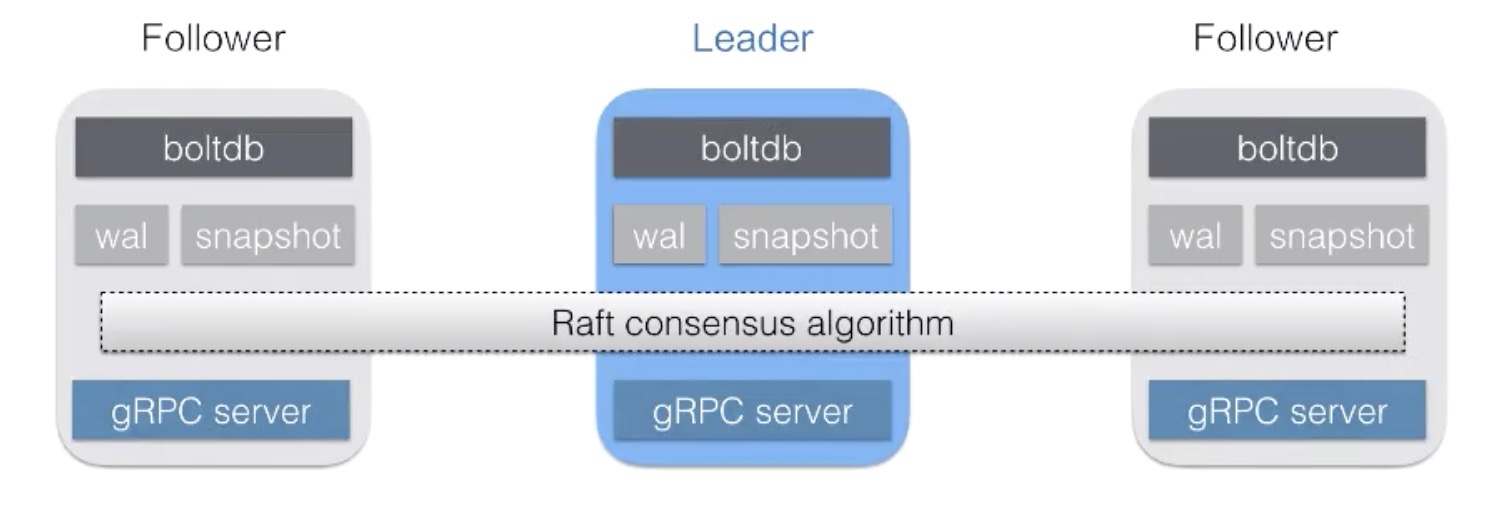 Follower
Leader
Follower
boltdb
boltdb
boltdb
wal
snapshot
wal
snapshot
wal
snapshot
Raft consensus algorithm
gRPC server
gRPC server
gRPC server